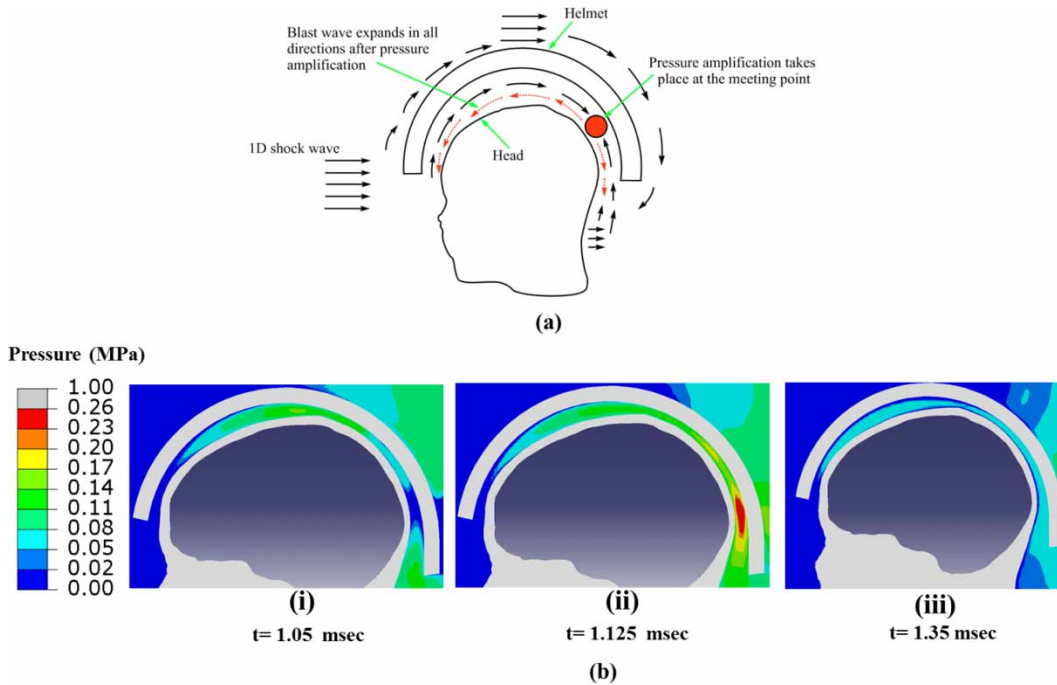 Helmet
Blast wave expands in all
directions after pressure
amplification
Pressure amplification takes
place at the meeting point
1D shock wave
Head
(a)
Pressure (MPa)
1.00
0.26
0.23
0.20
0.17
0.14
0.11
0.08
0.05
0.02
0.00
(i)
t= 1.05 msec
(ii)
t= 1.125 msec
(iii)
t= 1.35 msec
(b)